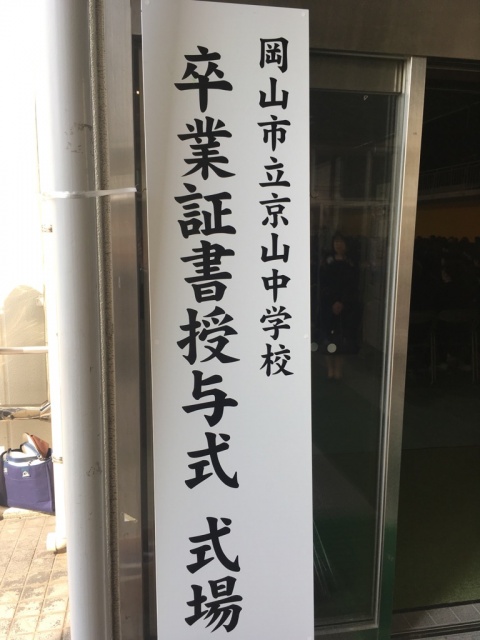 岡山市立京山中学校
卒業証書授与式 式場